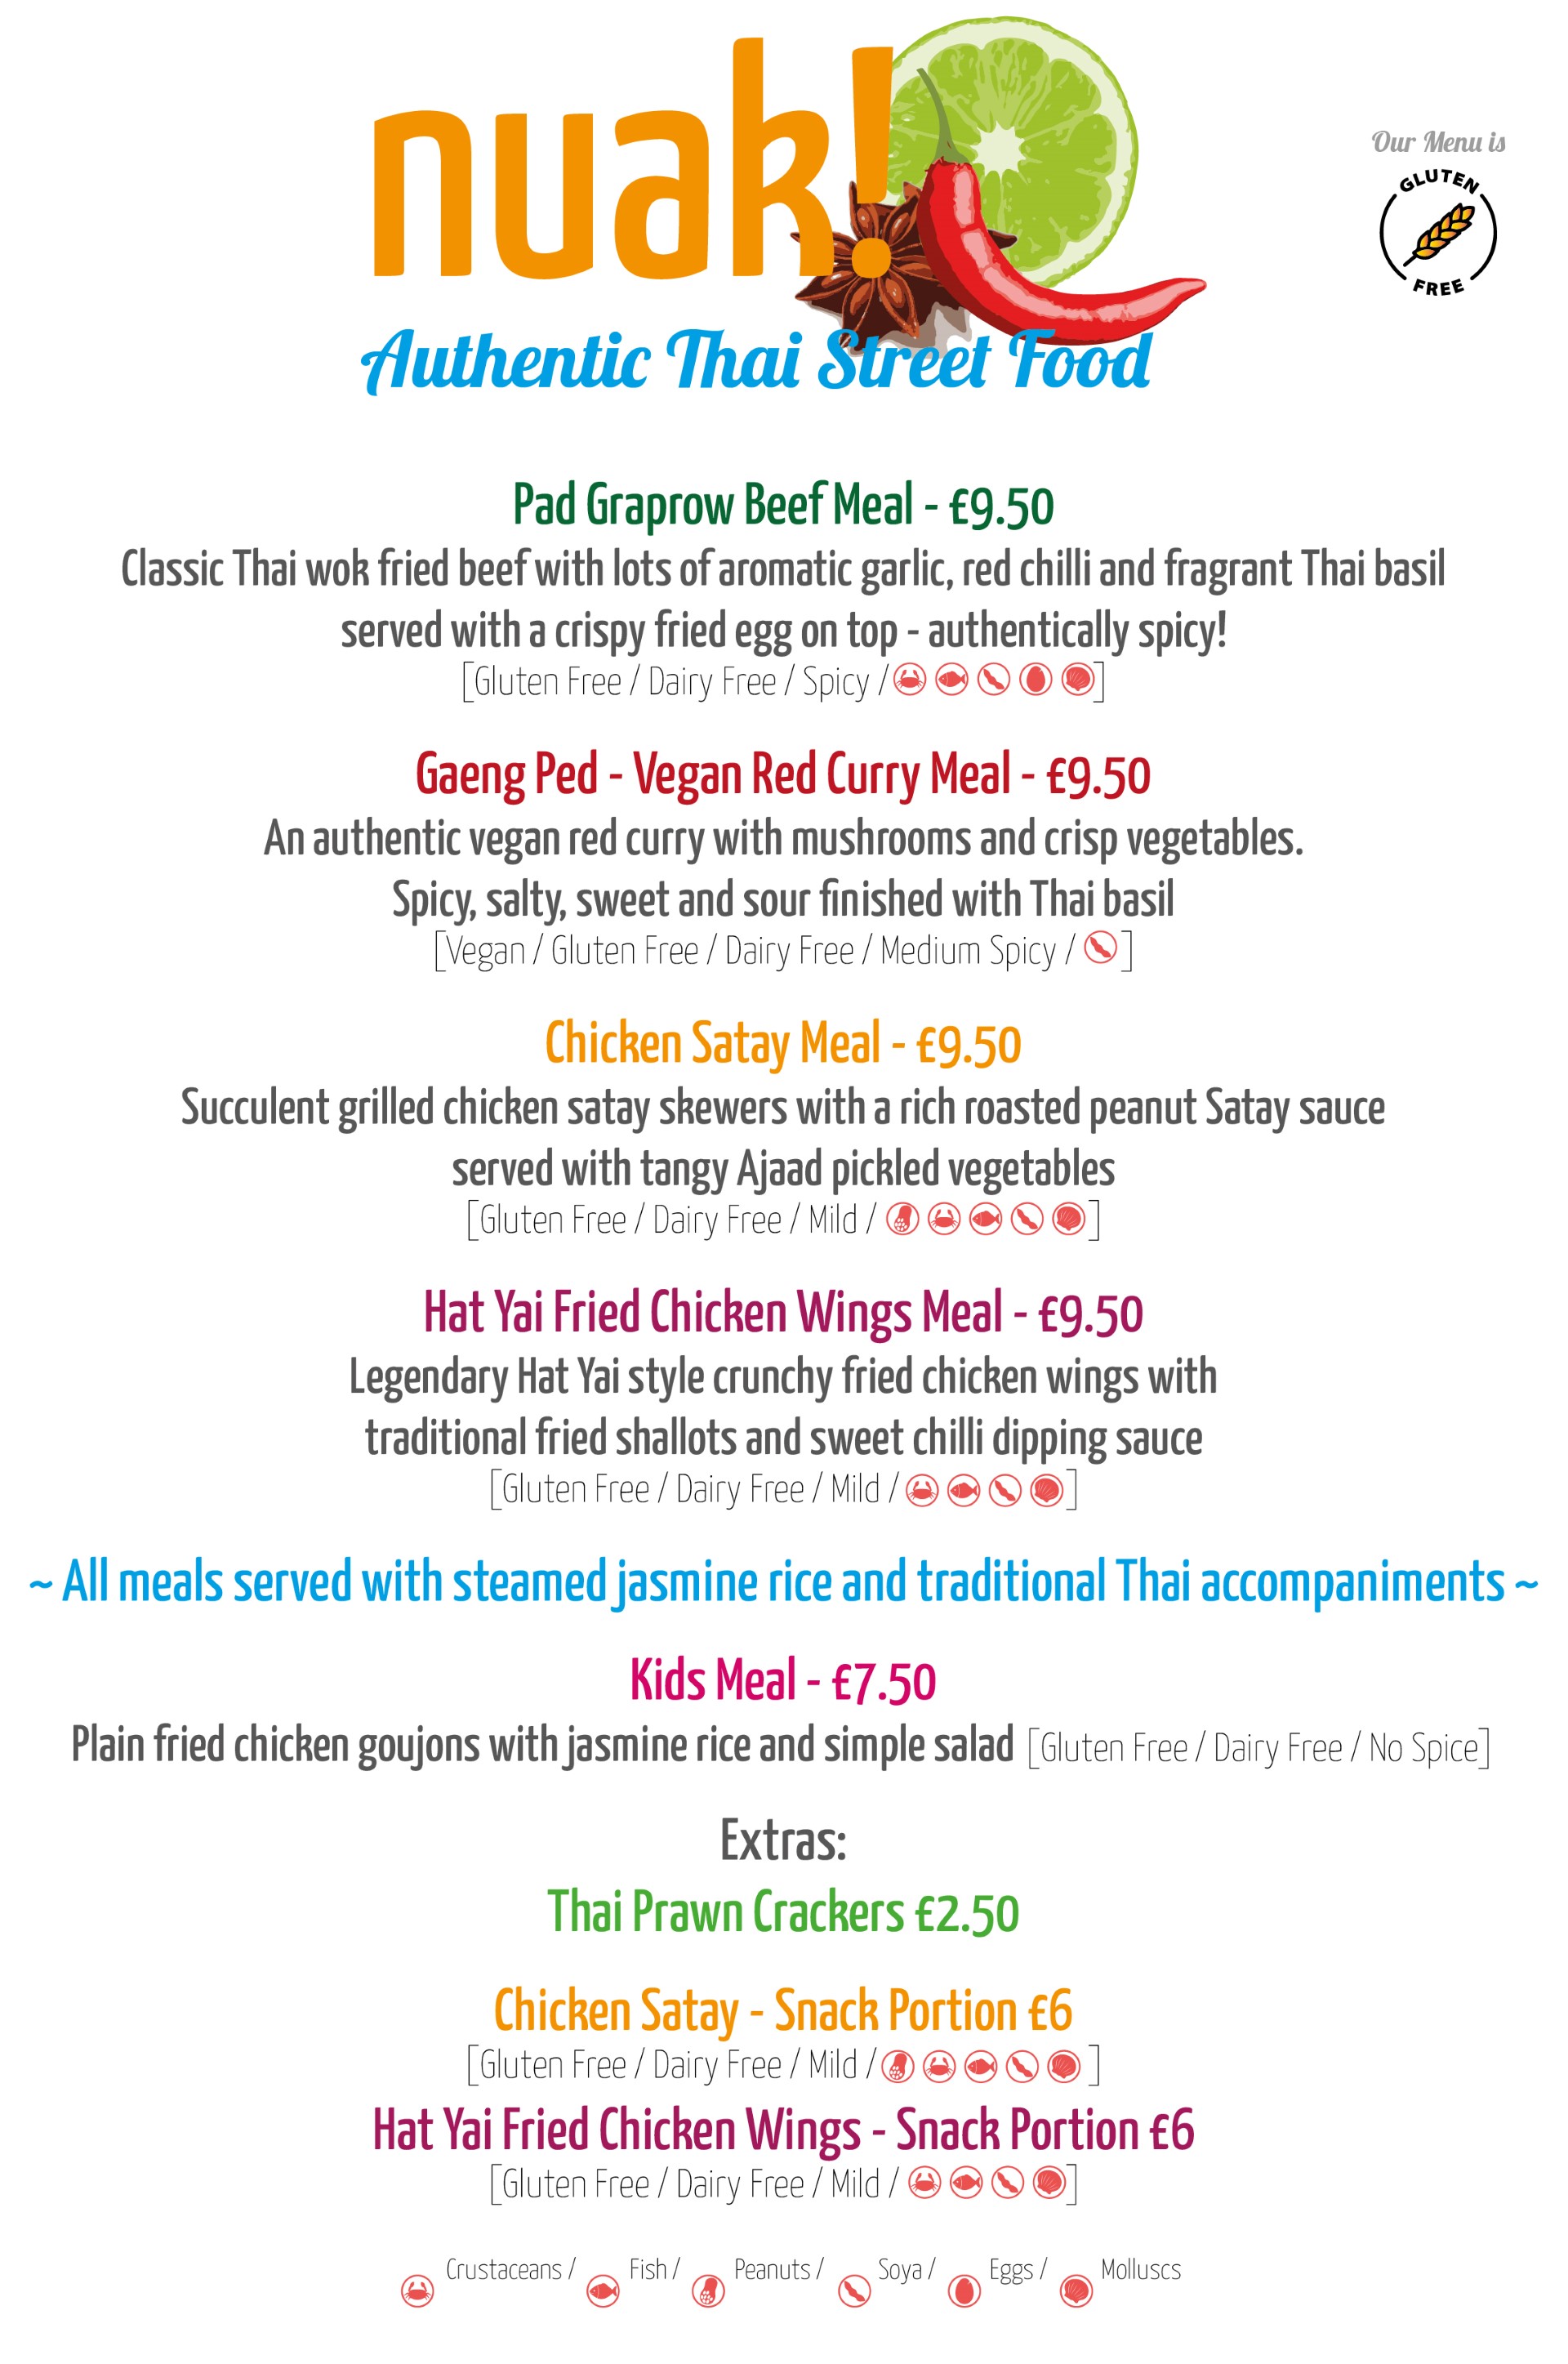 nuak!
Our Menu is
GLUTEN
FREE
Authentic Thai Street Food
Pad Graprow Beef Meal - £9.50
Classic Thai wok fried beef with lots of aromatic garlic, red chilli and fragrant Thai basil
served with a crispy fried egg on top - authentically spicy!
[Gluten Free / Dairy Free / Spicy / ]
Gaeng Ped - Vegan Red Curry Meal - £9.50
An authentic vegan red curry with mushrooms and crisp vegetables.
Spicy, salty, sweet and sour finished with Thai basil
[Vegan / Gluten Free / Dairy Free / Medium Spicy / ]
Chicken Satay Meal - £9.50
Succulent grilled chicken satay skewers with a rich roasted peanut Satay sauce
served with tangy Ajaad pickled vegetables
[Gluten Free / Dairy Free / Mild / ]
Hat Yai Fried Chicken Wings Meal - £9.50
Legendary Hat Yai style crunchy fried chicken wings with
traditional fried shallots and sweet chilli dipping sauce
[Gluten Free / Dairy Free / Mild / ]
~ All meals served with steamed jasmine rice and traditional Thai accompaniments ~
Kids Meal - £7.50
Plain fried chicken goujons with jasmine rice and simple salad [Gluten Free / Dairy Free / No Spice]
Extras:
Thai Prawn Crackers £2.50
Chicken Satay - Snack Portion £6
[Gluten Free / Dairy Free / Mild / ]
Hat Yai Fried Chicken Wings - Snack Portion £6
[Gluten Free / Dairy Free / Mild / ]
Crustaceans / Fish / Peanuts / Soya / Eggs / Molluscs